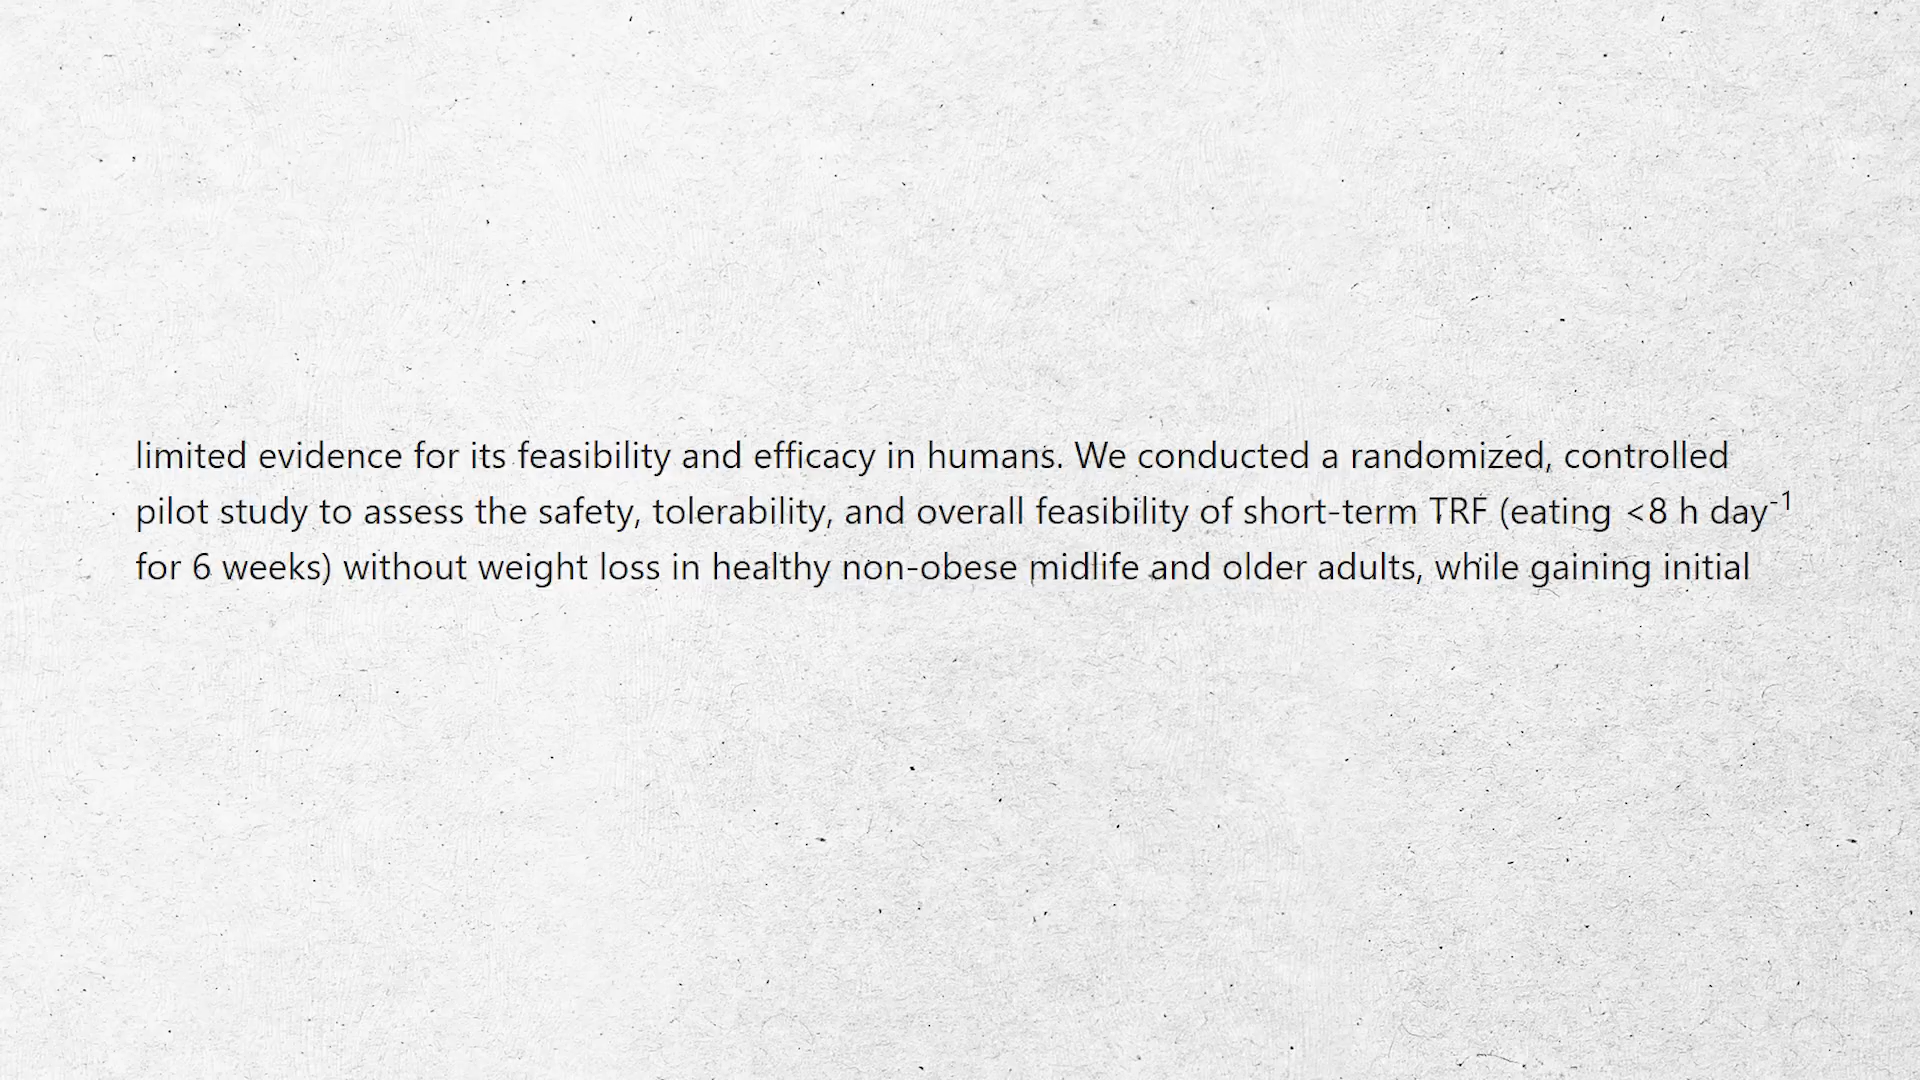 limited evidence for its feasibility and efficacy in humans. We conducted a randomized, controlled
pilot study to assess the safety, tolerability, and overall feasibility of short-term TRF (eating <8 h day⁻¹
for 6 weeks) without weight loss in healthy non-obese midlife and older adults, while gaining initial